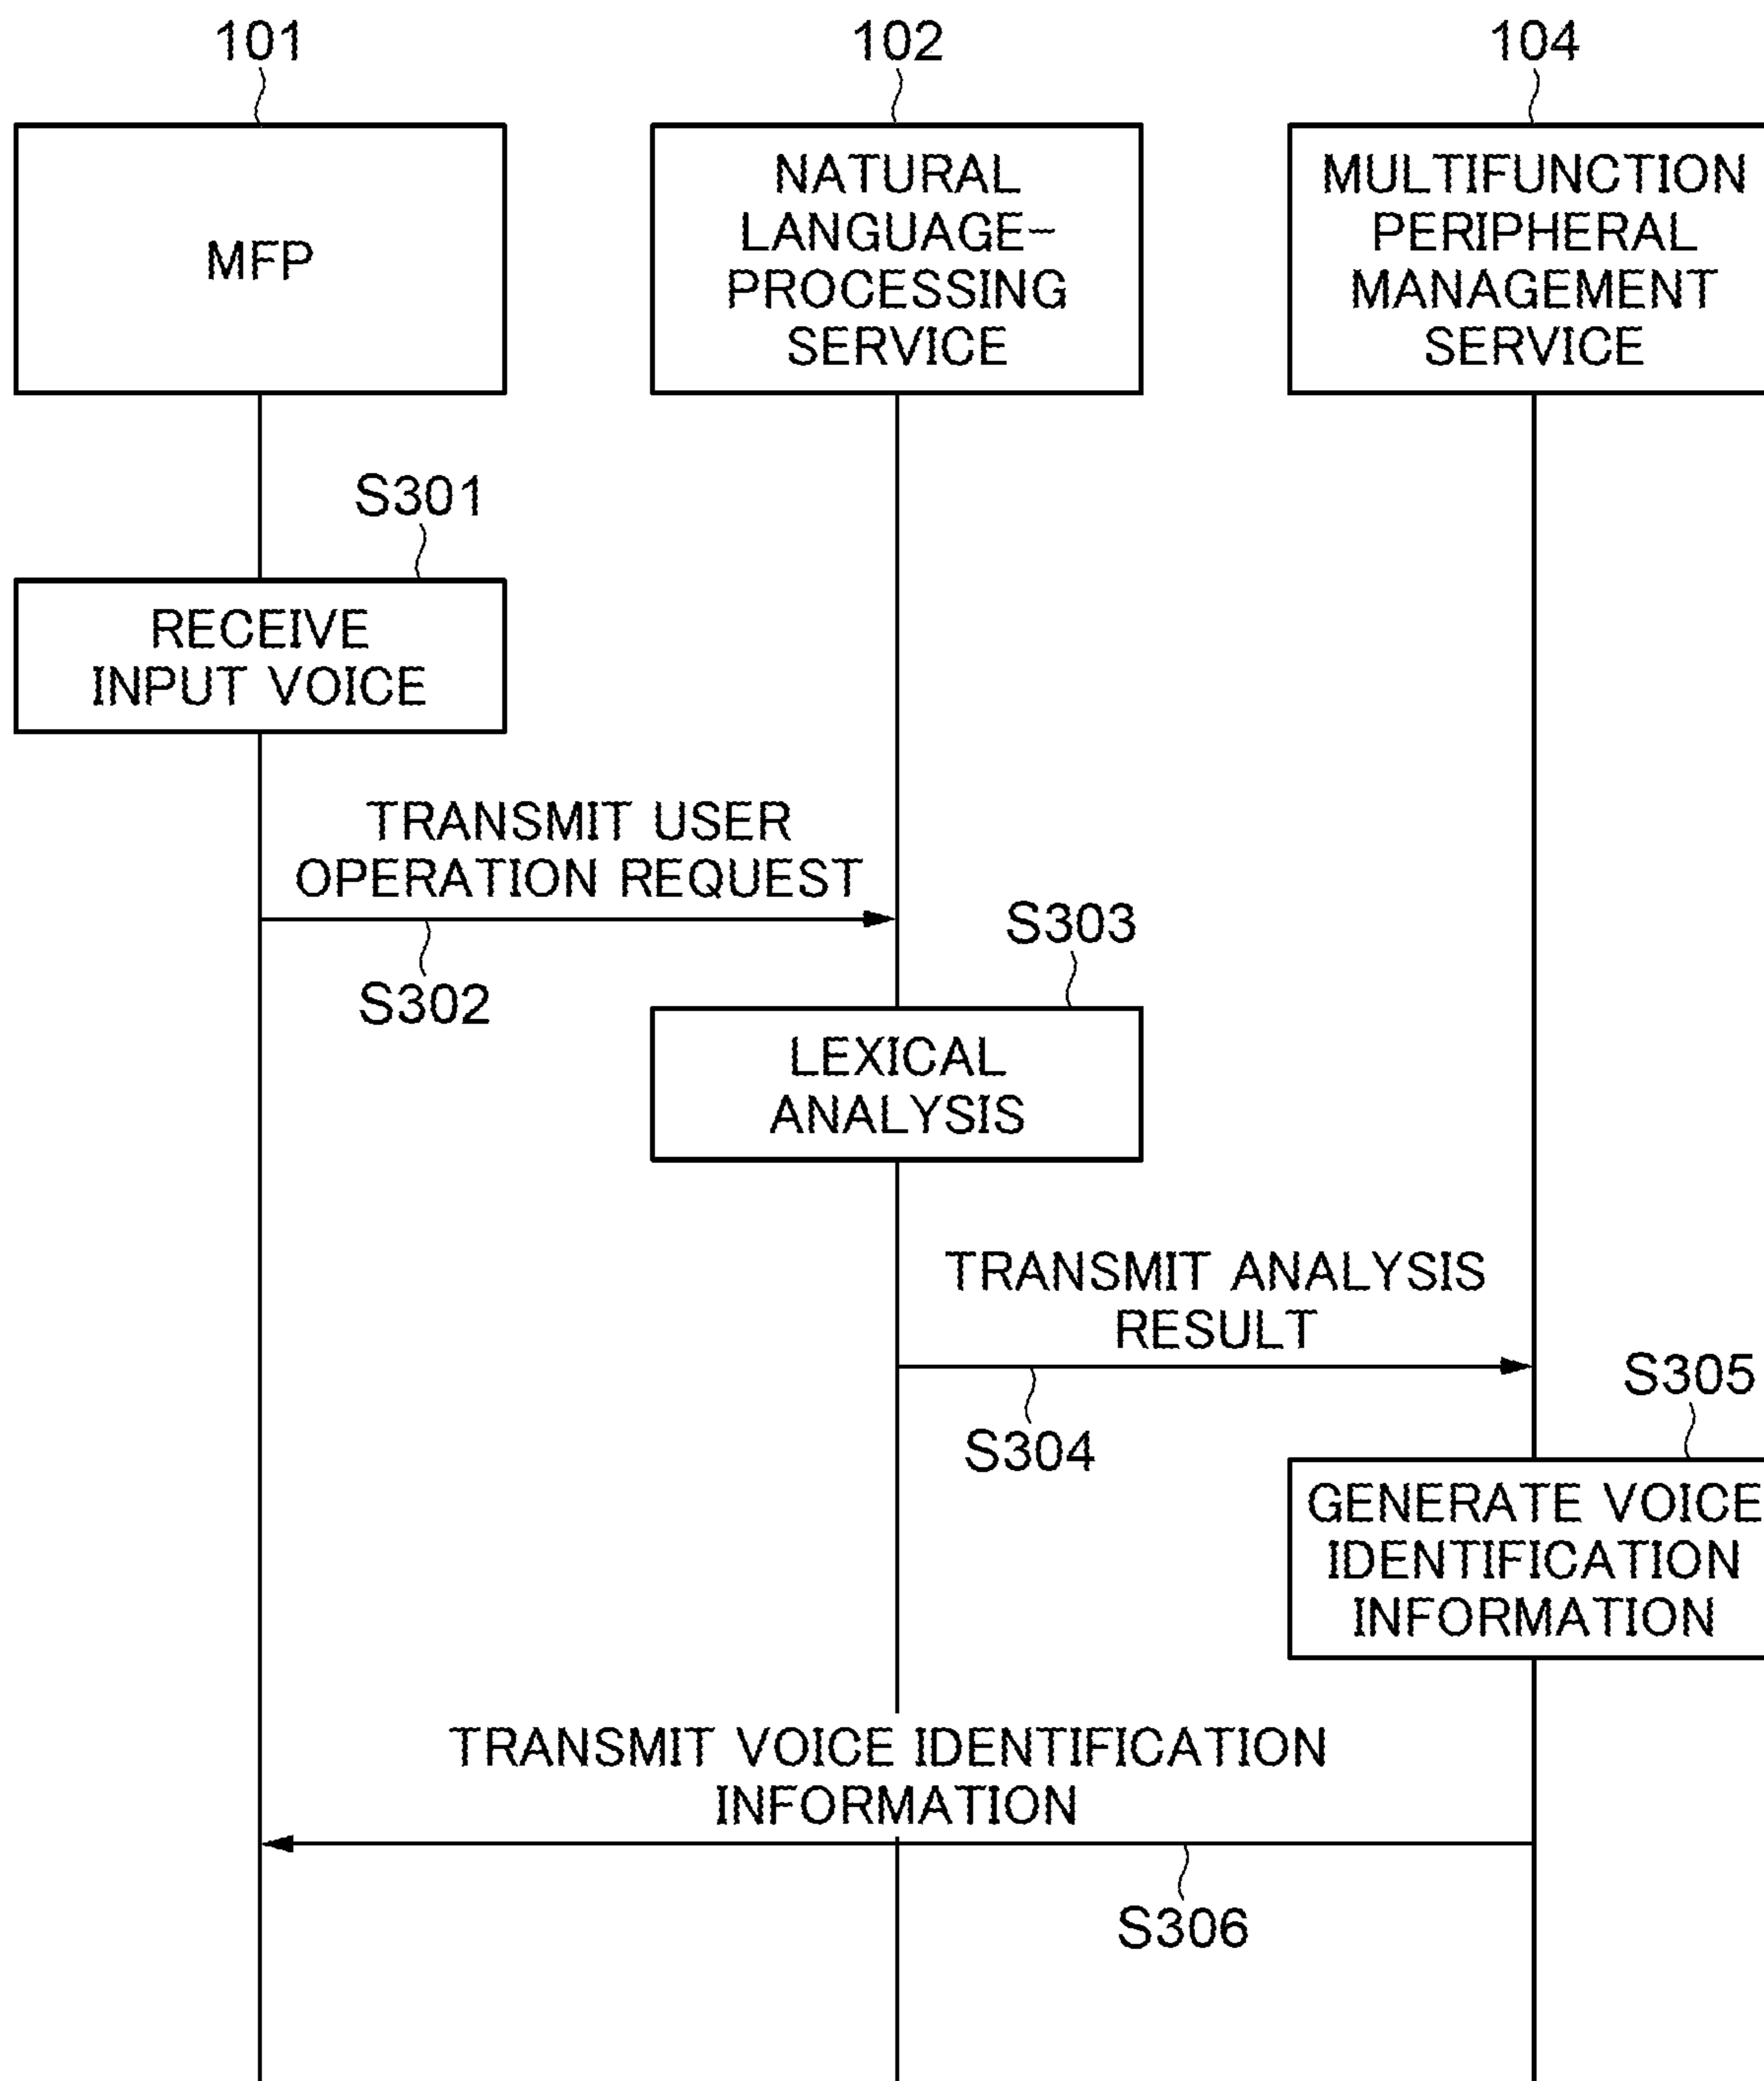 101
102
104
MFP
NATURAL
LANGUAGE-
PROCESSING
SERVICE
MULTIFUNCTION
PERIPHERAL
MANAGEMENT
SERVICE
S301
RECEIVE
INPUT VOICE
TRANSMIT USER
OPERATION REQUEST
S302
S303
LEXICAL
ANALYSIS
TRANSMIT ANALYSIS
RESULT
S304
S305
GENERATE VOICE
IDENTIFICATION
INFORMATION
TRANSMIT VOICE IDENTIFICATION
INFORMATION
S306